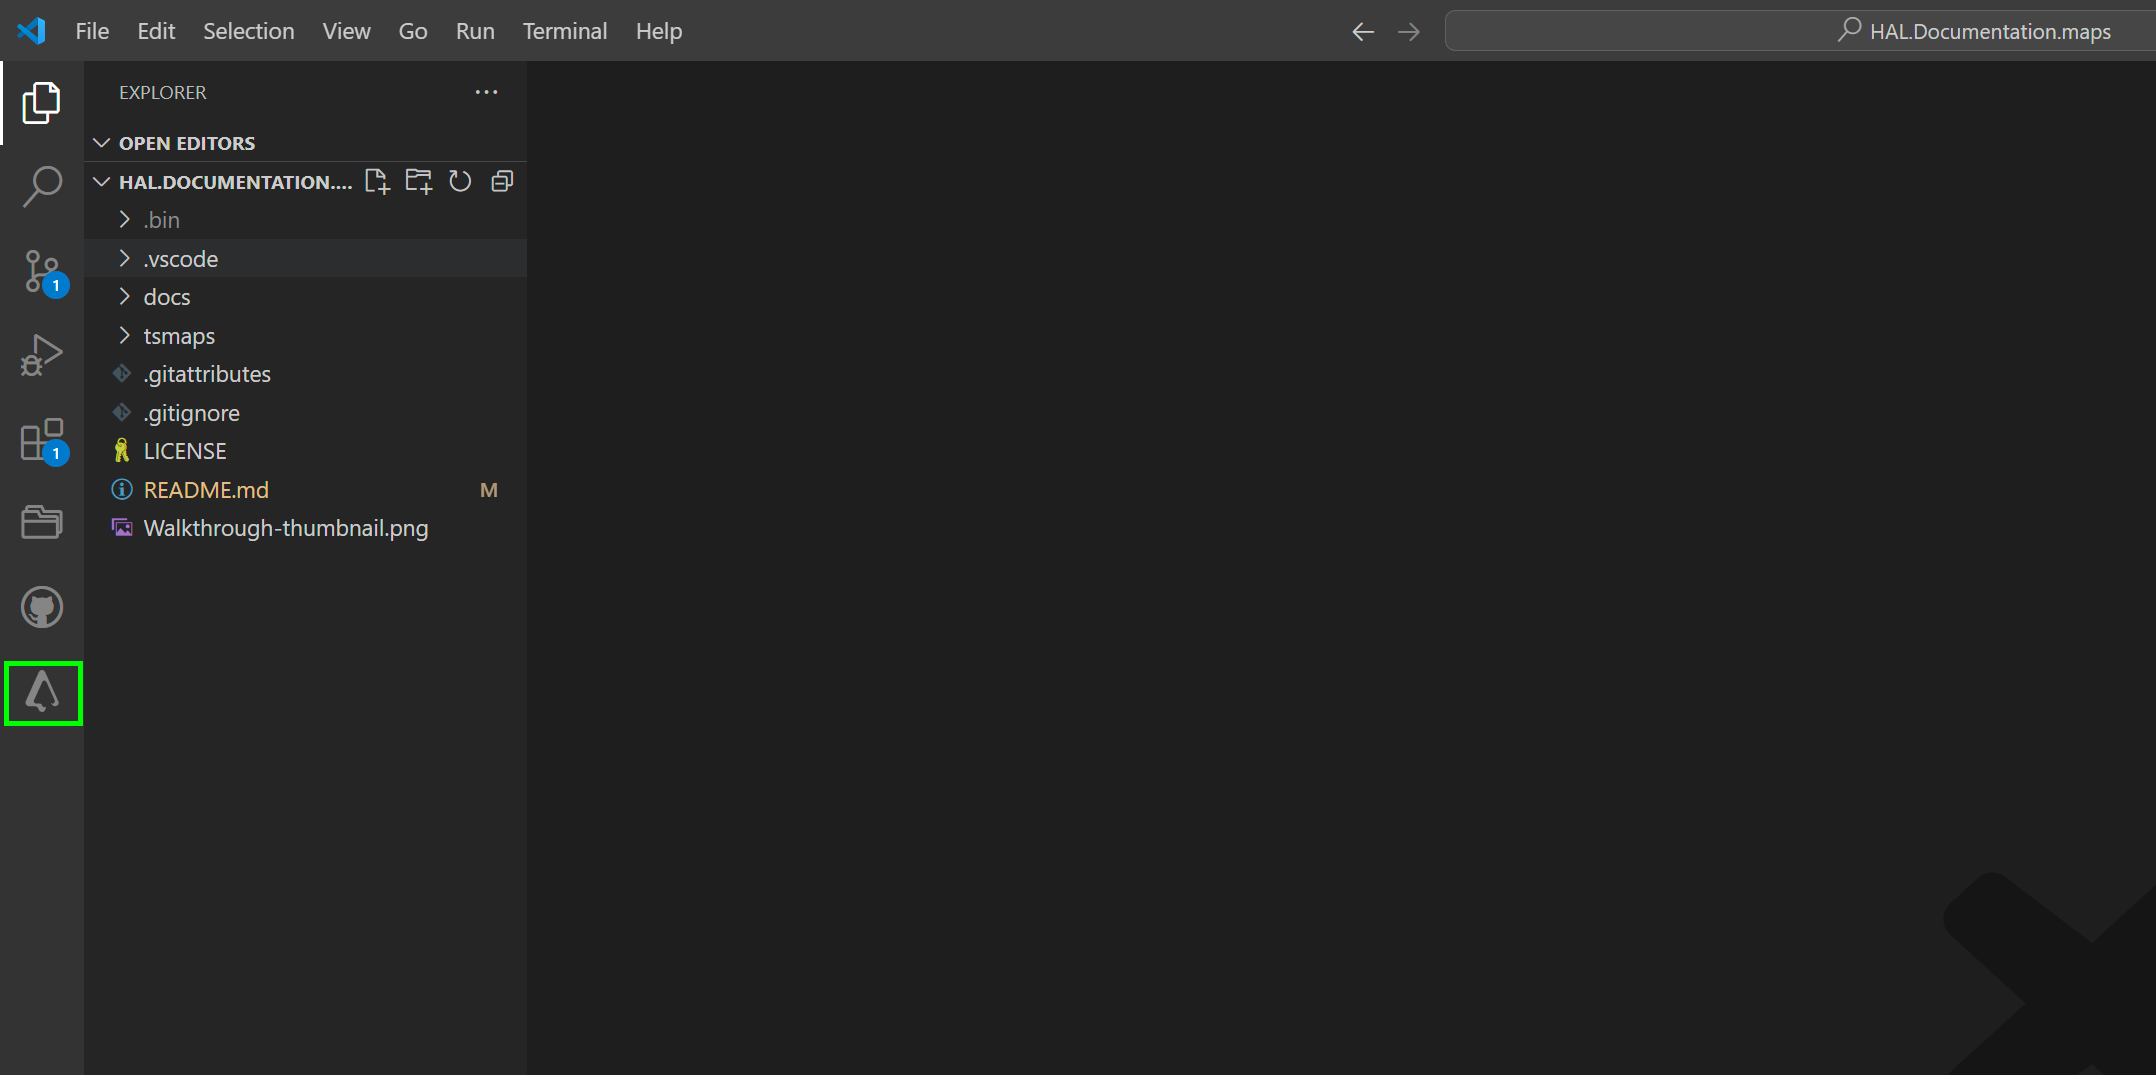 File Edit Selection View Go Run Terminal Help
HAL.Documentation.maps
EXPLORER
OPEN EDITORS
HAL.DOCUMENTATION....
.bin
.vscode
1
docs
tsmaps
.gitattributes
.gitignore
1
LICENSE
README.md M
Walkthrough-thumbnail.png